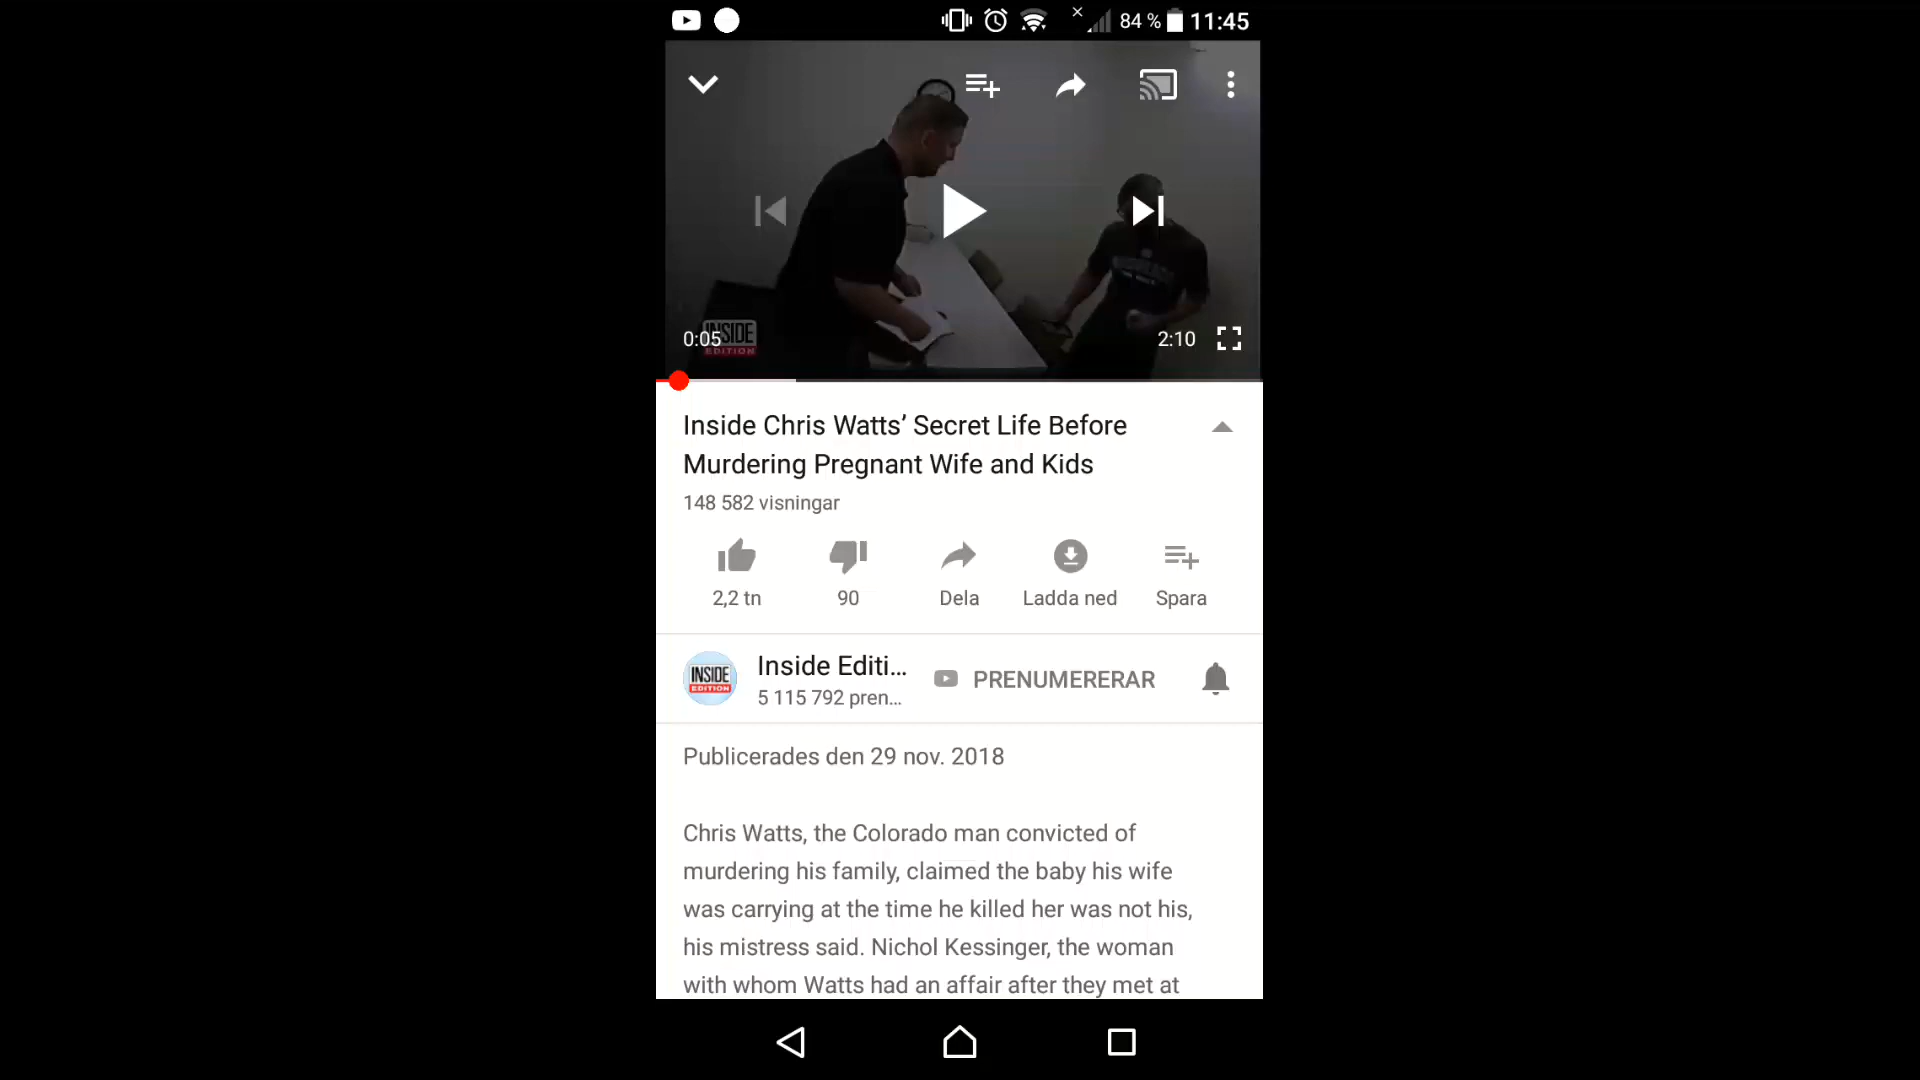 84 % 11:45
0:05
INSIDE
EDITION
2:10
Inside Chris Watts’ Secret Life Before
Murdering Pregnant Wife and Kids
148 582 visningar
2,2 tn 90 Dela Ladda ned Spara
INSIDE
EDITION
Inside Editi... PRENUMERERAR
5 115 792 pren...
Publicerades den 29 nov. 2018
Chris Watts, the Colorado man convicted of
murdering his family, claimed the baby his wife
was carrying at the time he killed her was not his,
his mistress said. Nichol Kessinger, the woman
with whom Watts had an affair after they met at